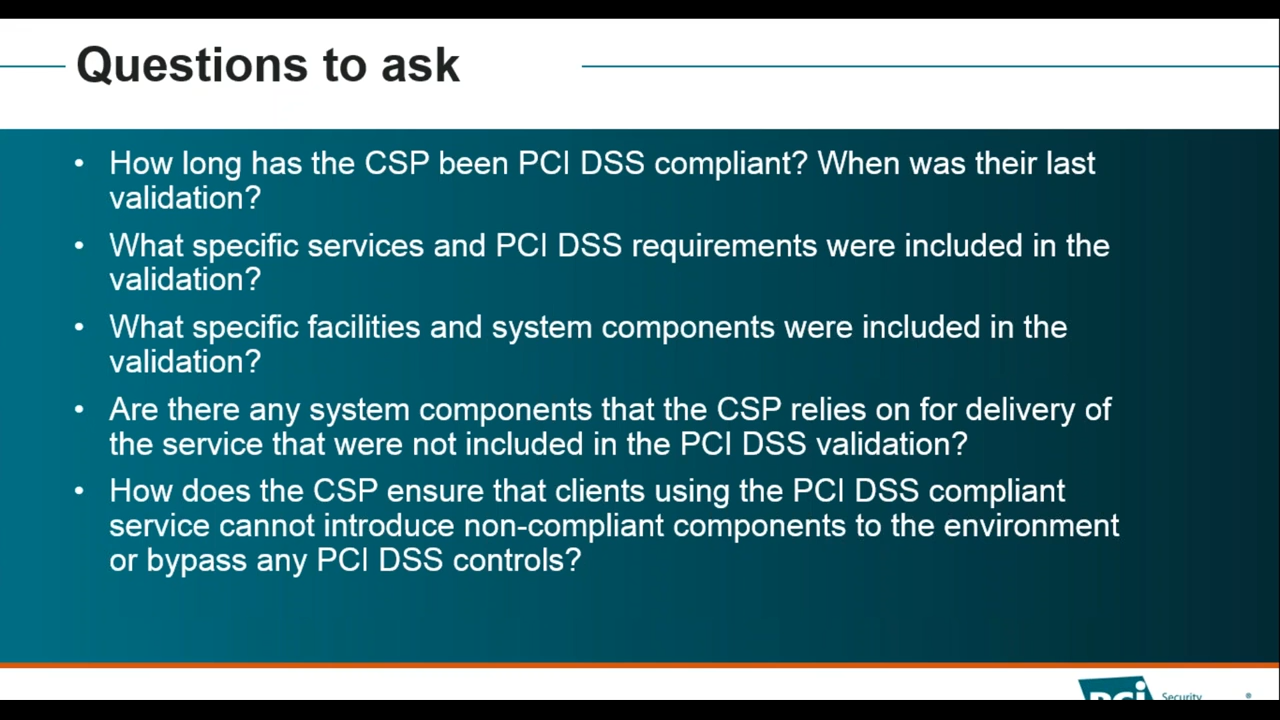 Questions to ask
• How long has the CSP been PCI DSS compliant? When was their last
validation?
• What specific services and PCI DSS requirements were included in the
validation?
• What specific facilities and system components were included in the
validation?
• Are there any system components that the CSP relies on for delivery of
the service that were not included in the PCI DSS validation?
• How does the CSP ensure that clients using the PCI DSS compliant
service cannot introduce non-compliant components to the environment
or bypass any PCI DSS controls?
PCi Security ®